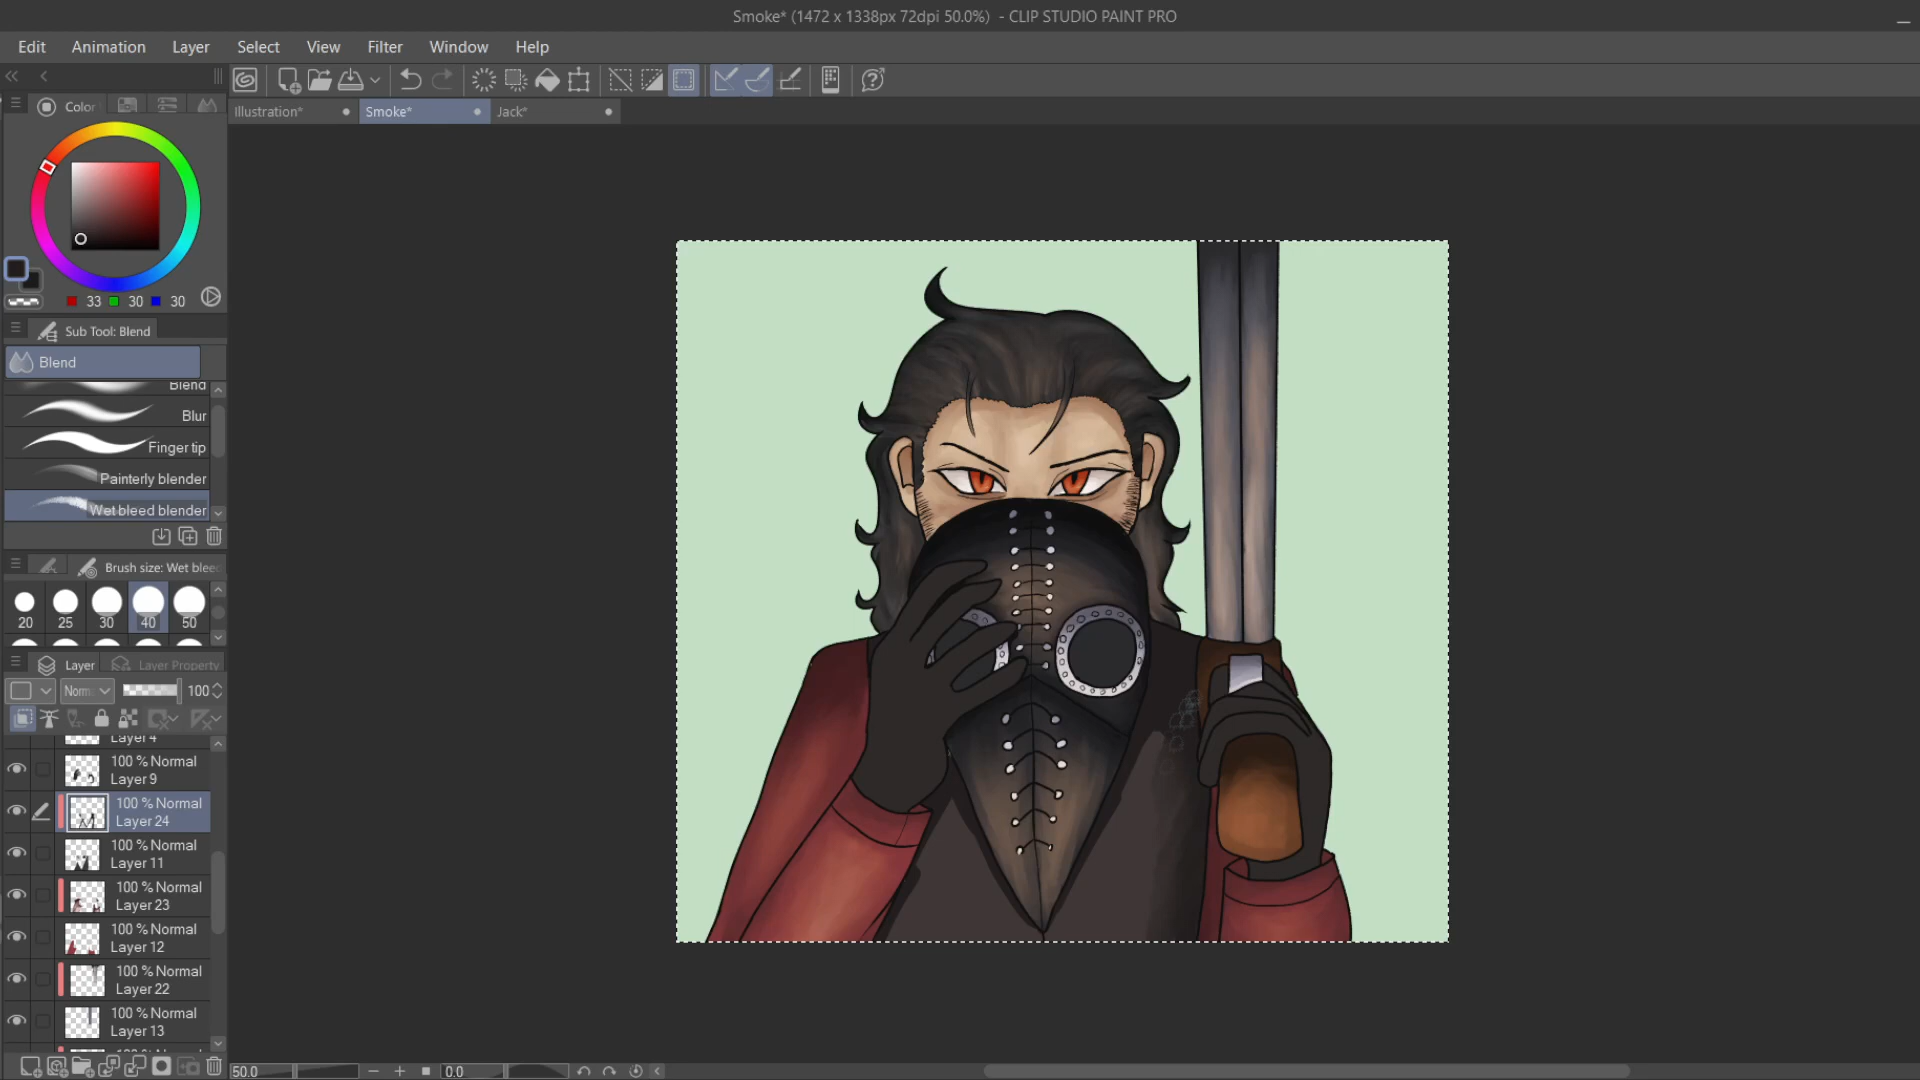 Smoke* (1472 x 1338px 72dpi 50.0%) - CLIP STUDIO PAINT PRO
Edit Animation Layer Select View Filter Window Help
Illustration* Smoke* Jack*
Color
33 30 30
Sub Tool: Blend
Blend
Blend
Blur
Finger tip
Painterly blender
Wet bleed blender
Brush size: Wet blee
20 25 30 40 50
Layer Layer Property
Norm 100
Layer 4
100 % Normal
Layer 9
100 % Normal
Layer 24
100 % Normal
Layer 11
100 % Normal
Layer 23
100 % Normal
Layer 12
100 % Normal
Layer 22
100 % Normal
Layer 13
50.0 0.0